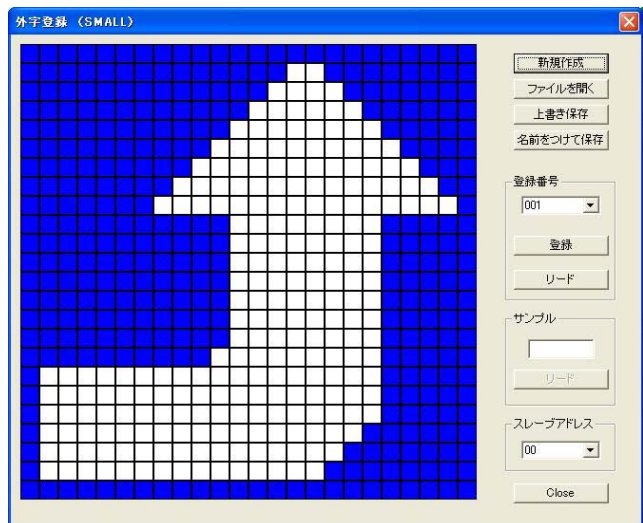 外字登録 （SMALL）
新規作成
ファイルを開く
上書き保存
名前をつけて保存
登録番号
001
登録
リード
サンプル
リード
スレーブアドレス
00
Close